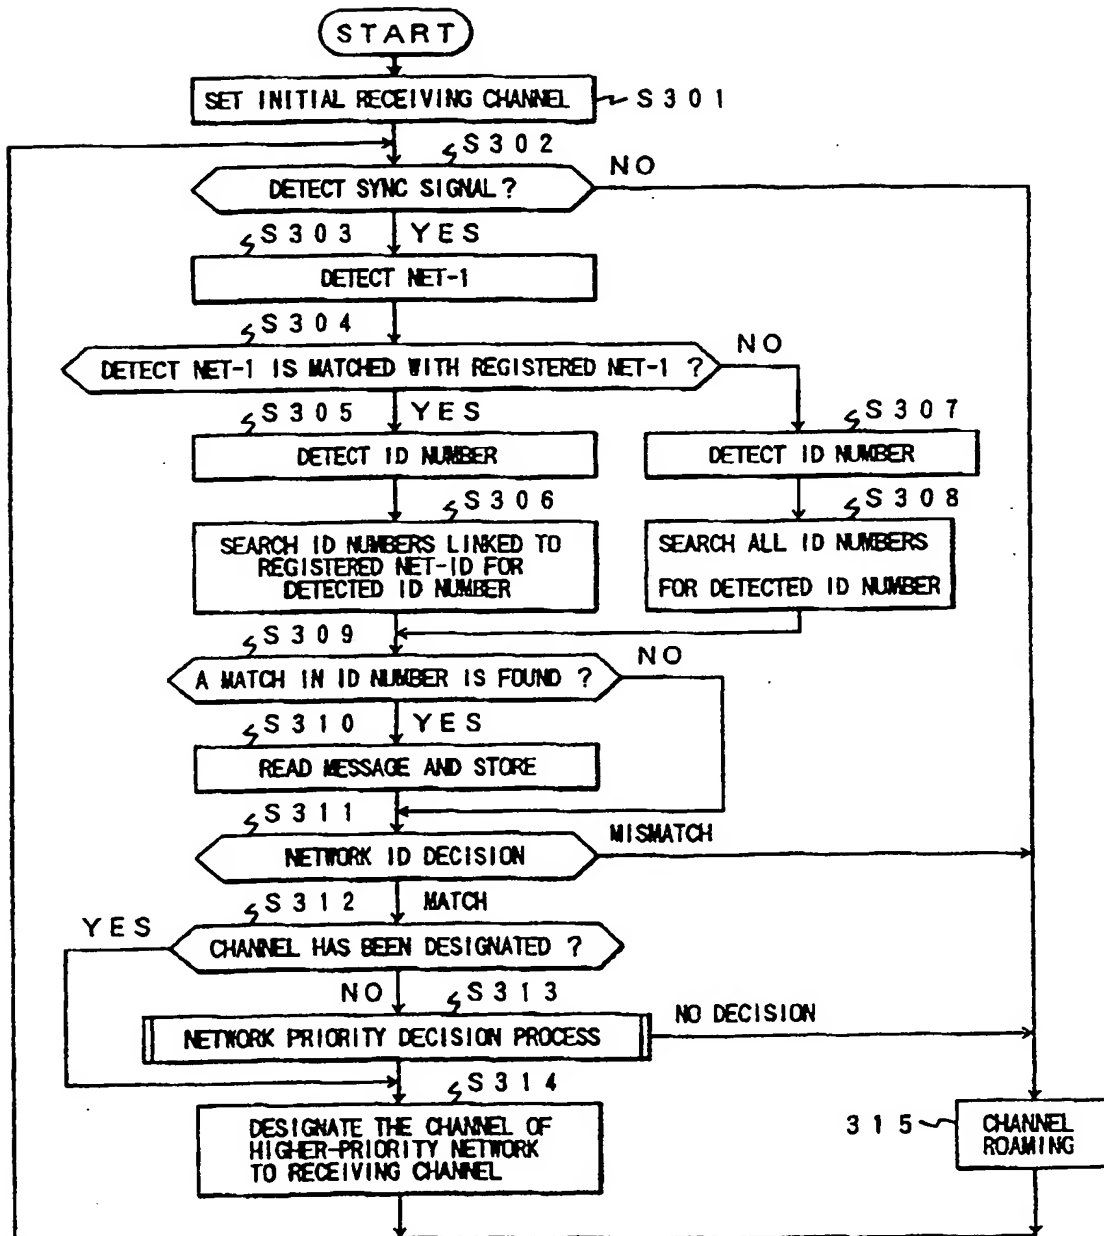 START
SET INITIAL RECEIVING CHANNEL
S301
S302
DETECT SYNC SIGNAL?
NO
S303
YES
DETECT NET-1
S304
DETECT NET-1 IS MATCHED WITH REGISTERED NET-1 ?
NO
S305
YES
DETECT ID NUMBER
S307
DETECT ID NUMBER
S306
SEARCH ID NUMBERS LINKED TO
REGISTERED NET-ID FOR
DETECTED ID NUMBER
S308
SEARCH ALL ID NUMBERS
FOR DETECTED ID NUMBER
S309
A MATCH IN ID NUMBER IS FOUND ?
NO
S310
YES
READ MESSAGE AND STORE
S311
NETWORK ID DECISION
MISMATCH
S312
MATCH
YES
CHANNEL HAS BEEN DESIGNATED ?
NO
S313
NETWORK PRIORITY DECISION PROCESS
NO DECISION
S314
DESIGNATE THE CHANNEL OF
HIGHER-PRIORITY NETWORK
TO RECEIVING CHANNEL
315
CHANNEL
ROAMING